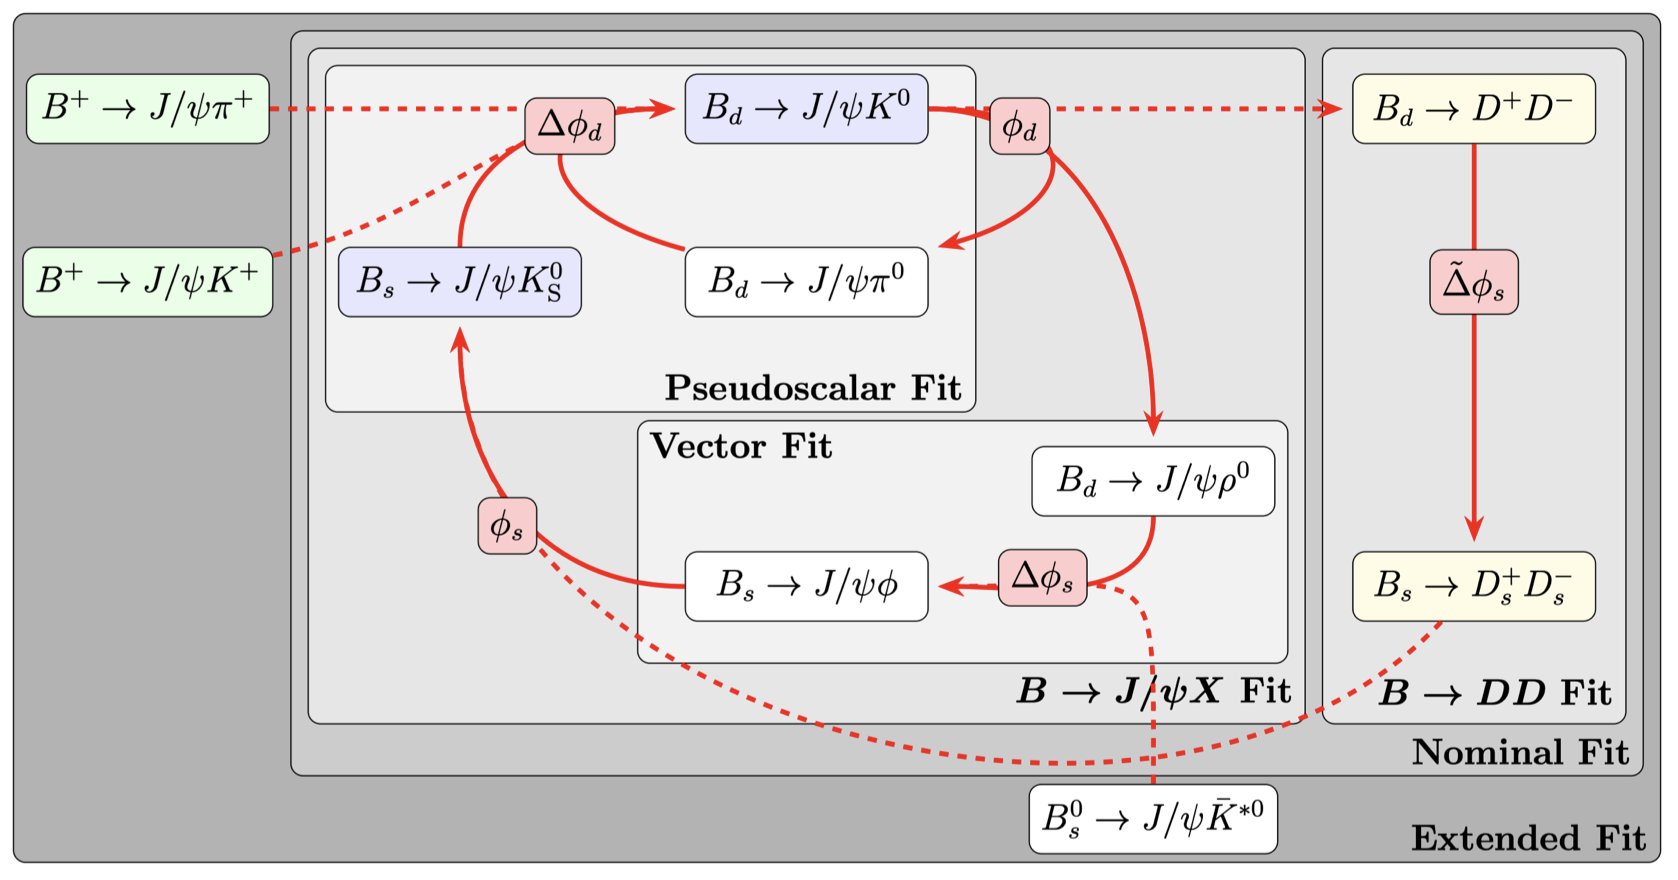 B⁺ → J/ψπ⁺
Δϕ_d
B_d → J/ψK⁰
ϕ_d
B_d → D⁺D⁻
B⁺ → J/ψK⁺
B_s → J/ψK⁰_S
B_d → J/ψπ⁰
Δ̃ϕ_s
Pseudoscalar Fit
Vector Fit
B_d → J/ψρ⁰
ϕ_s
B_s → J/ψϕ
Δϕ_s
B_s → D_s⁺D_s⁻
B → J/ψX Fit
B → DD Fit
Nominal Fit
B_s⁰ → J/ψK̄*⁰
Extended Fit